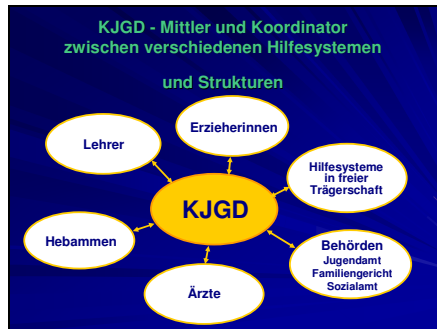 KJGD - Mittler und Koordinator
zwischen verschiedenen Hilfesystemen
und Strukturen
Erzieherinnen
Lehrer
Hilfesysteme
in freier
Trägerschaft
KJGD
Hebammen
Behörden
Jugendamt
Familiengericht
Sozialamt
Ärzte